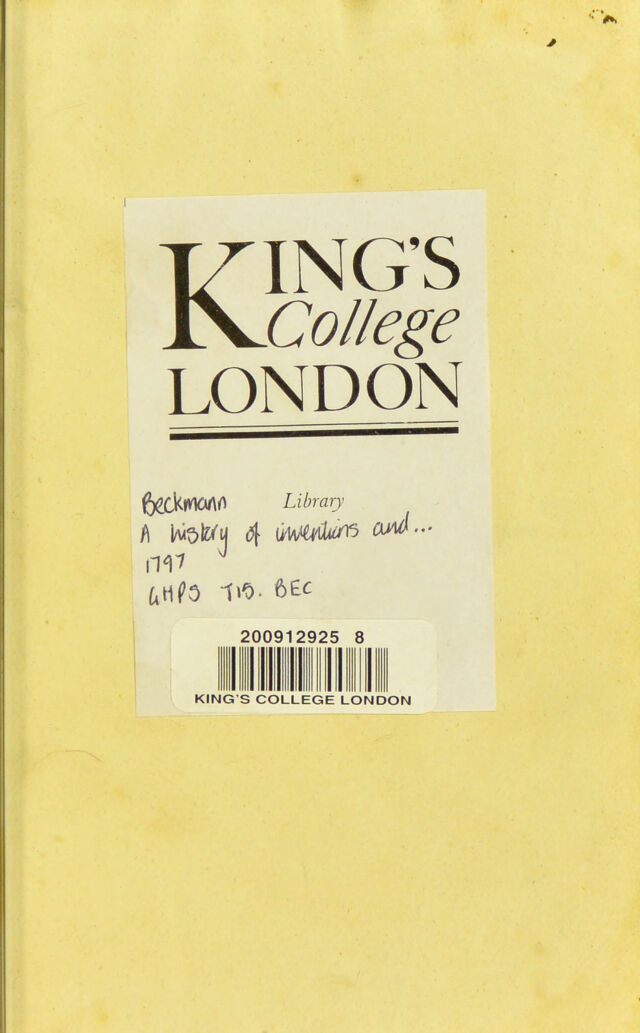 KING'S
College
LONDON
Beckmann Library
A history of inventions and...
1797
GHPS T15. BEC
200912925 8
KING'S COLLEGE LONDON